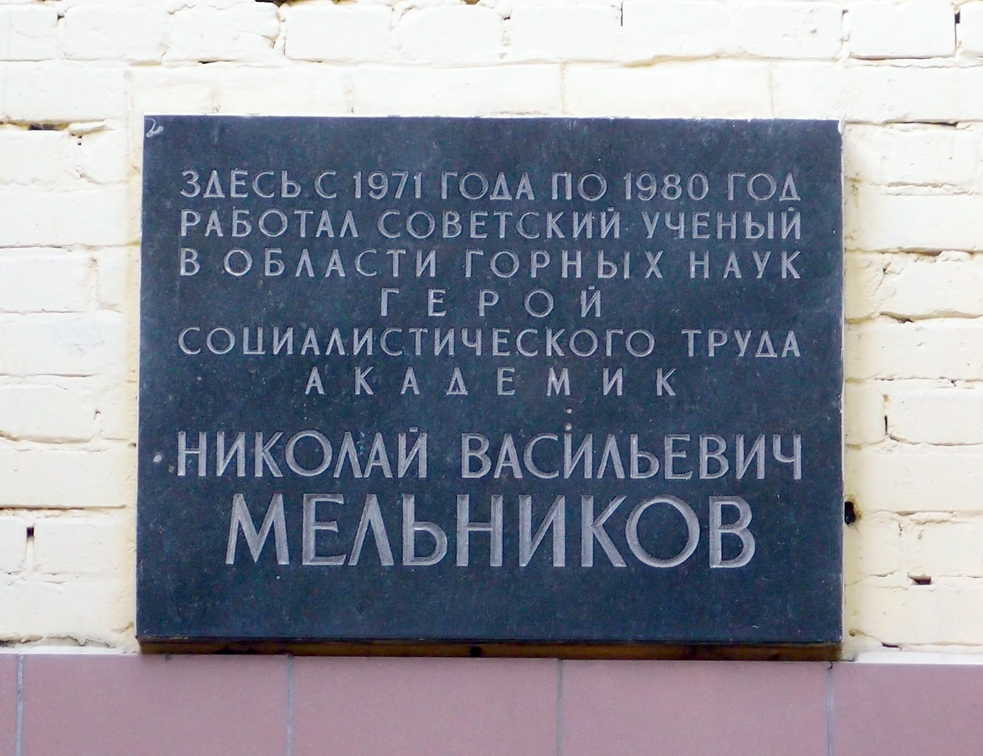 ЗДЕСЬ С 1971 ГОДА ПО 1980 ГОД
РАБОТАЛ СОВЕТСКИЙ УЧЕНЫЙ
В ОБЛАСТИ ГОРНЫХ НАУК
ГЕРОЙ
СОЦИАЛИСТИЧЕСКОГО ТРУДА
АКАДЕМИК
НИКОЛАЙ ВАСИЛЬЕВИЧ
МЕЛЬНИКОВ